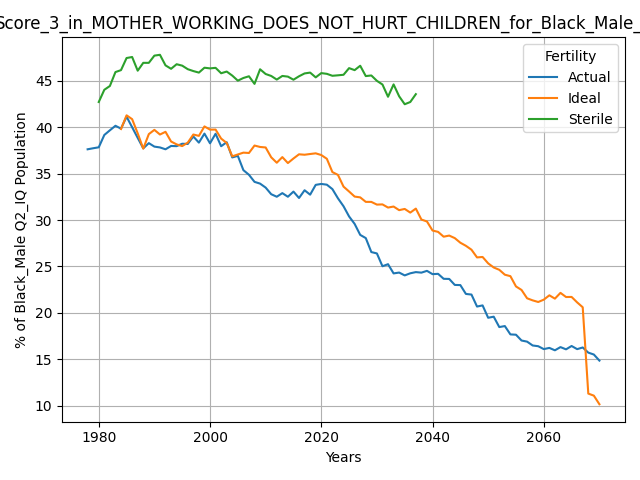 Score_3_in_MOTHER_WORKING_DOES_NOT_HURT_CHILDREN_for_Black_Male_
Fertility
Actual
Ideal
Sterile
% of Black_Male Q2_IQ Population
45
40
35
30
25
20
15
10
1980
2000
2020
2040
2060
Years